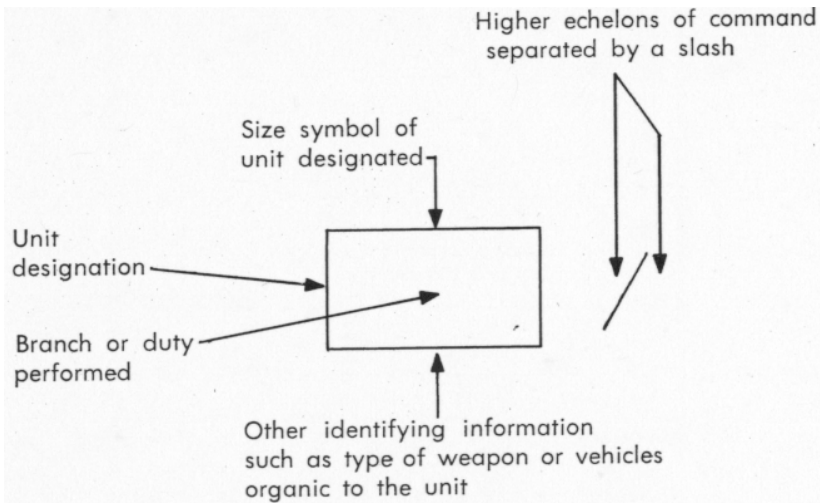 Higher echelons of command
separated by a slash
Size symbol of
unit designated
Unit
designation
Branch or duty
performed
Other identifying information
such as type of weapon or vehicles
organic to the unit